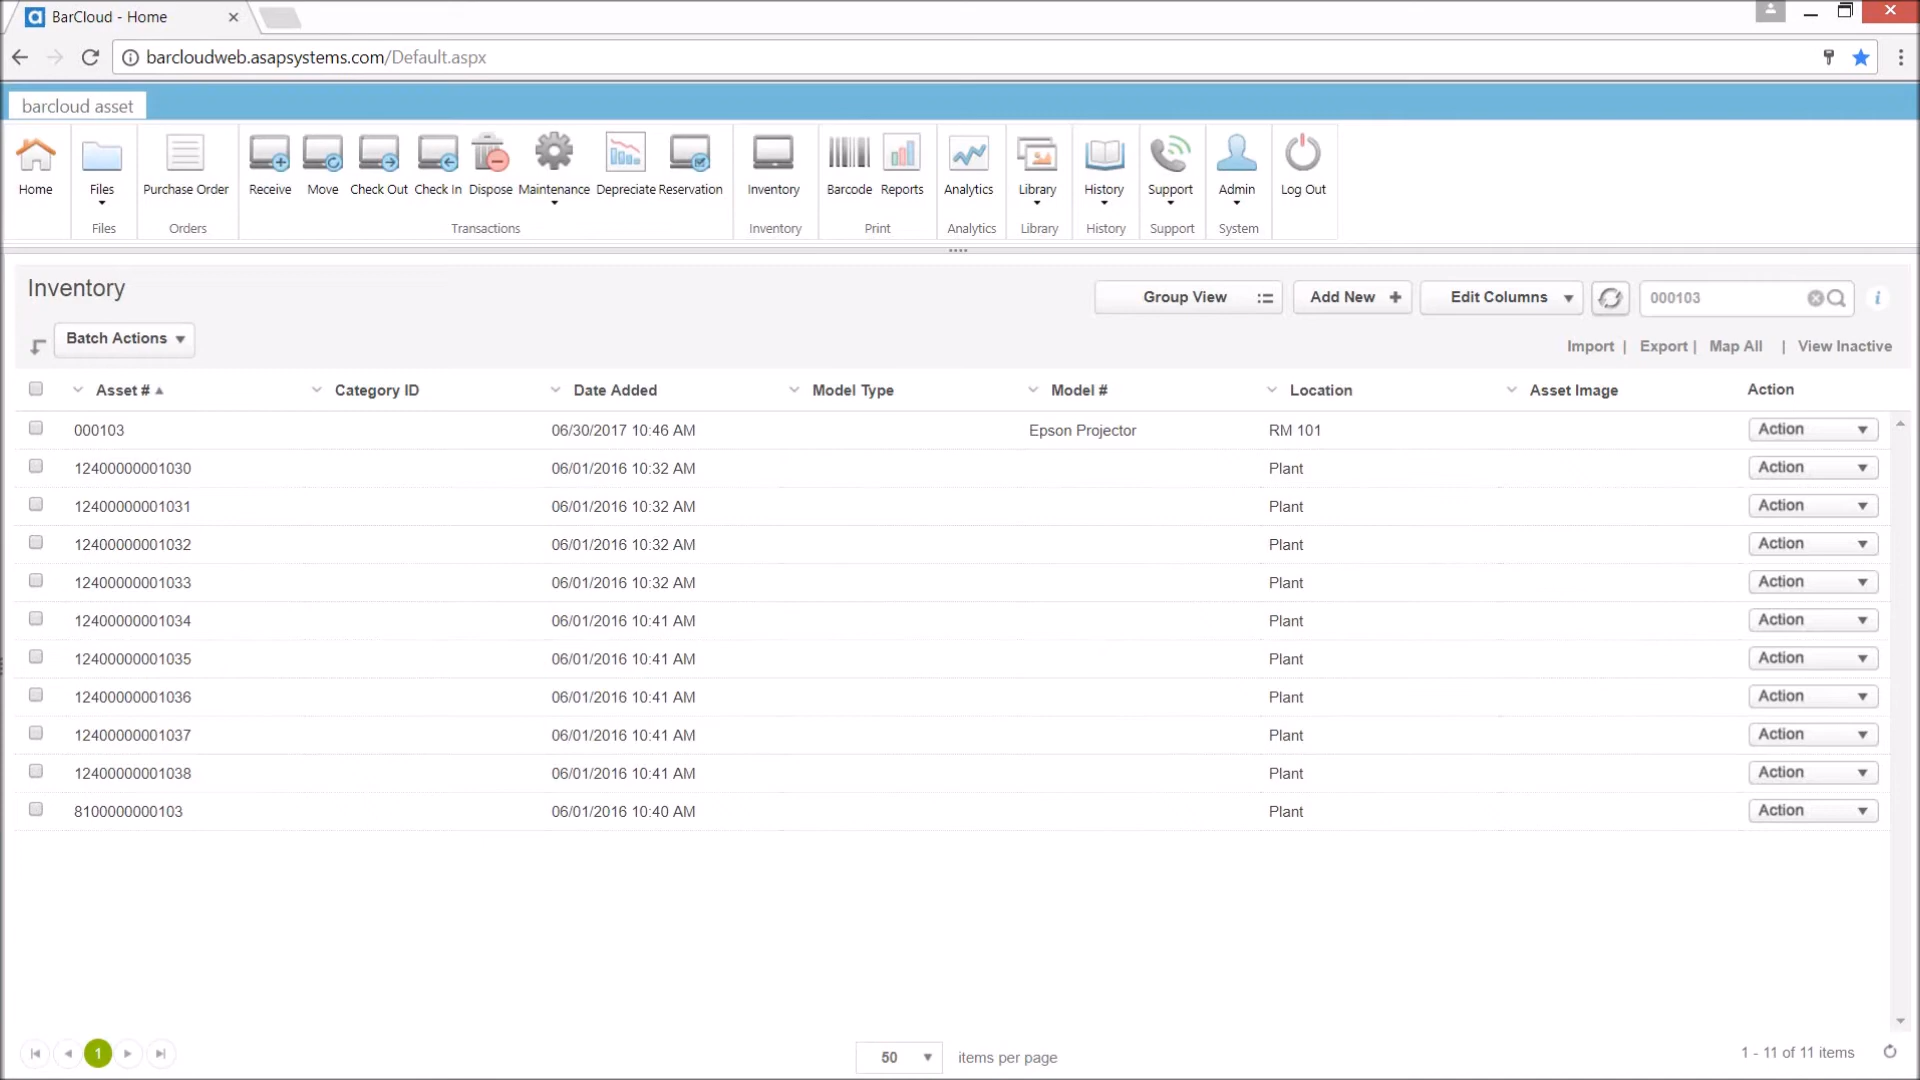 BarCloud - Home
barcloudweb.asapsystems.com/Default.aspx
barcloud asset
Home Files Purchase Order Receive Move Check Out Check In Dispose Maintenance Depreciate Reservation Inventory Barcode Reports Analytics Library History Support Admin Log Out
Files Orders Transactions Inventory Print Analytics Library History Support System
Inventory
Group View Add New + Edit Columns 000103 i
Batch Actions
Import | Export | Map All | View Inactive
Asset # Category ID Date Added Model Type Model # Location Asset Image Action
000103 06/30/2017 10:46 AM Epson Projector RM 101 Action
12400000001030 06/01/2016 10:32 AM Plant Action
12400000001031 06/01/2016 10:32 AM Plant Action
12400000001032 06/01/2016 10:32 AM Plant Action
12400000001033 06/01/2016 10:32 AM Plant Action
12400000001034 06/01/2016 10:41 AM Plant Action
12400000001035 06/01/2016 10:41 AM Plant Action
12400000001036 06/01/2016 10:41 AM Plant Action
12400000001037 06/01/2016 10:41 AM Plant Action
12400000001038 06/01/2016 10:41 AM Plant Action
8100000000103 06/01/2016 10:40 AM Plant Action
1 50 items per page 1 - 11 of 11 items